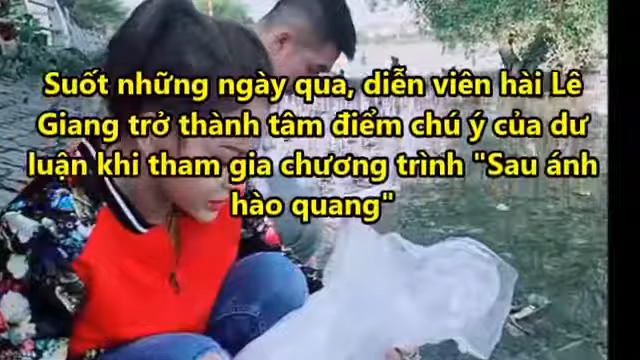 Suốt những ngày qua, diễn viên hài Lê
Giang trở thành tâm điểm chú ý của dư
luận khi tham gia chương trình "Sau ánh
hào quang"